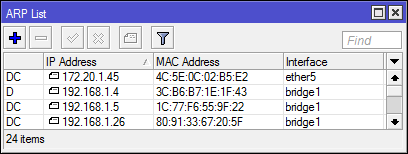 ARP List
Find
IP Address MAC Address Interface
DC 172.20.1.45 4C:5E:0C:02:B5:E2 ether5
D 192.168.1.4 3C:B6:B7:1E:1F:43 bridge1
DC 192.168.1.5 1C:77:F6:55:9F:22 bridge1
DC 192.168.1.26 80:91:33:67:20:5F bridge1
24 items